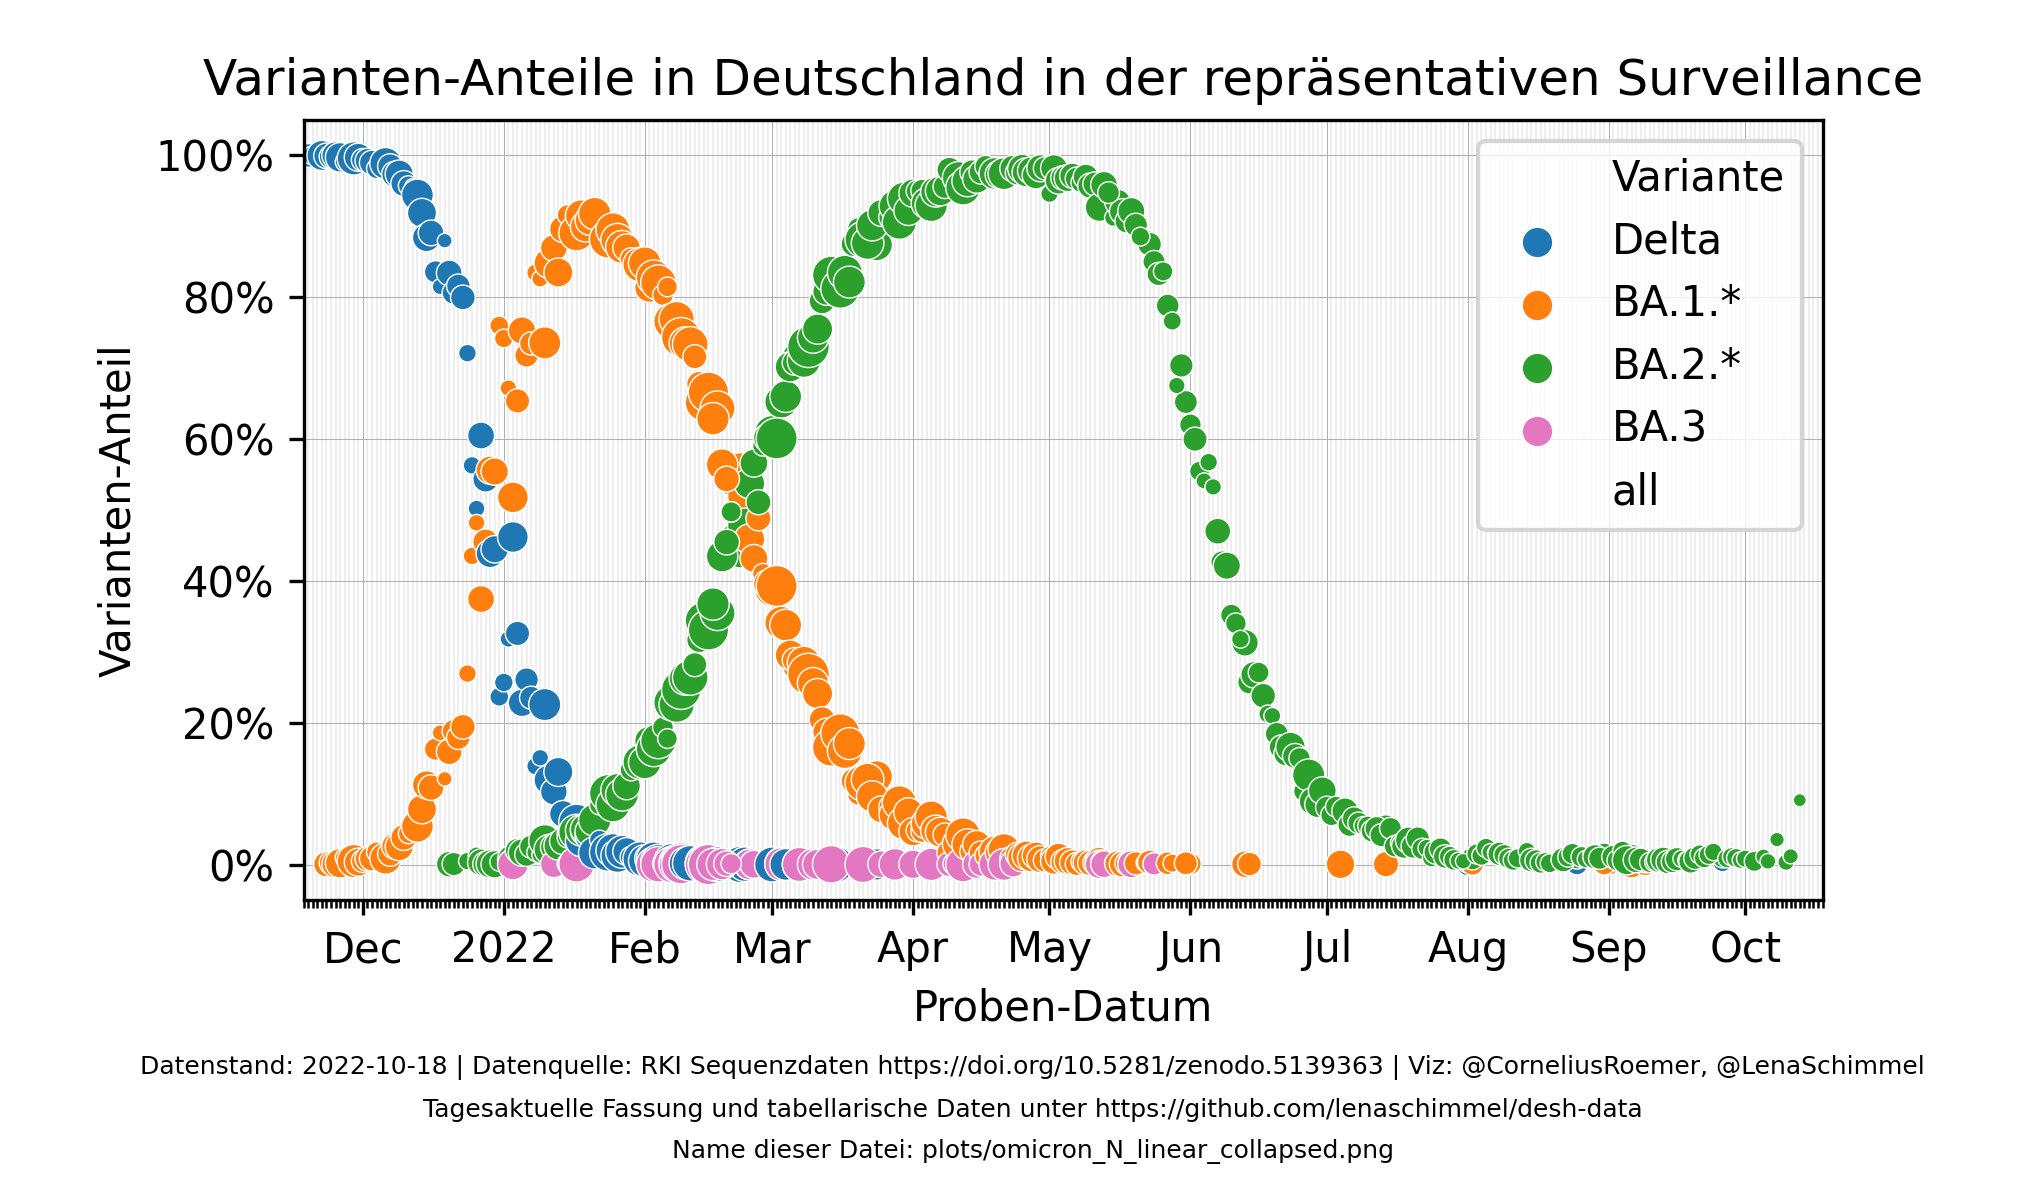 Varianten-Anteile in Deutschland in der repräsentativen Surveillance
Varianten-Anteil
100%
80%
60%
40%
20%
0%
Variante
Delta
BA.1.*
BA.2.*
BA.3
all
Dec 2022 Feb Mar Apr May Jun Jul Aug Sep Oct
Proben-Datum
Datenstand: 2022-10-18 | Datenquelle: RKI Sequenzdaten https://doi.org/10.5281/zenodo.5139363 | Viz: @CorneliusRoemer, @LenaSchimmel
Tagesaktuelle Fassung und tabellarische Daten unter https://github.com/lenaschimmel/desh-data
Name dieser Datei: plots/omicron_N_linear_collapsed.png